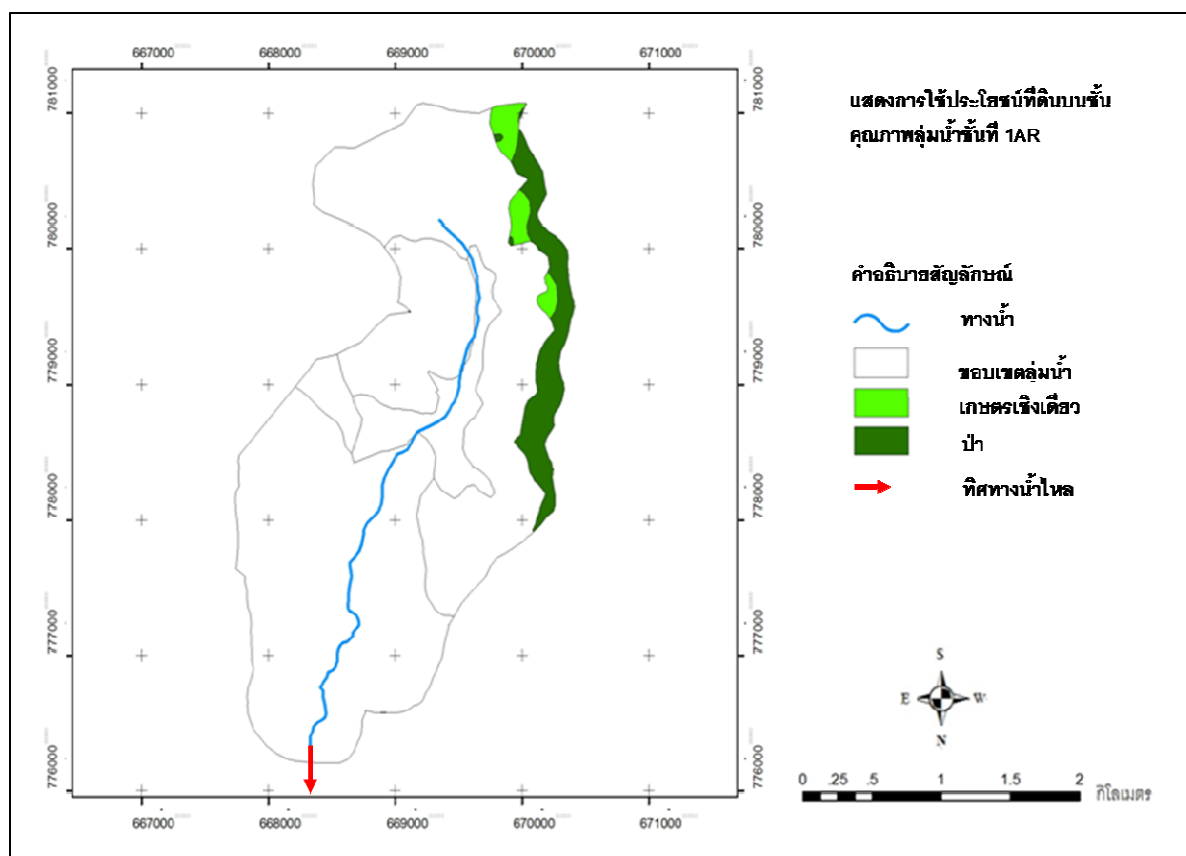 667000 668000 669000 670000 671000
781000 781000
780000 780000
779000 779000
778000 778000
777000 777000
776000 776000
667000 668000 669000 670000 671000
แสดงการใช้ประโยชน์ที่ดินบนชั้น
คุณภาพลุ่มน้ำชั้นที่ 1AR
คำอธิบายสัญลักษณ์
ทางน้ำ
ขอบเขตลุ่มน้ำ
เกษตรเชิงเดี่ยว
ป่า
ทิศทางน้ำไหล
S
E W
N
0 .25 .5 1 1.5 2
กิโลเมตร